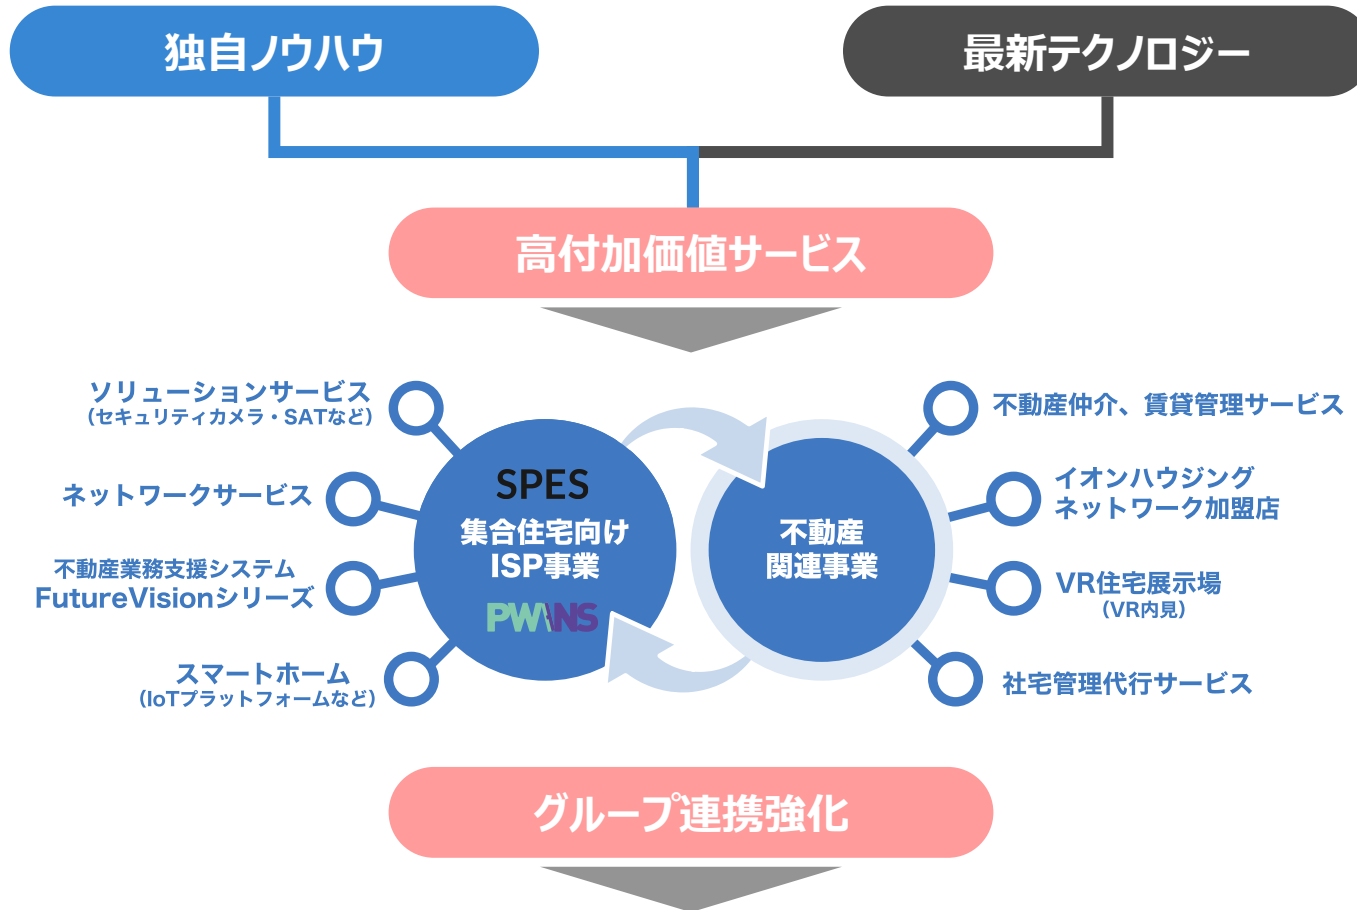 独自ノウハウ
最新テクノロジー
高付加価値サービス
ソリューションサービス
（セキュリティカメラ・SATなど）
ネットワークサービス
不動産業務支援システム
FutureVisionシリーズ
スマートホーム
（IoTプラットフォームなど）
SPES
集合住宅向け
ISP事業
PWINS
不動産
関連事業
不動産仲介、賃貸管理サービス
イオンハウジング
ネットワーク加盟店
VR住宅展示場
（VR内見）
社宅管理代行サービス
グループ連携強化